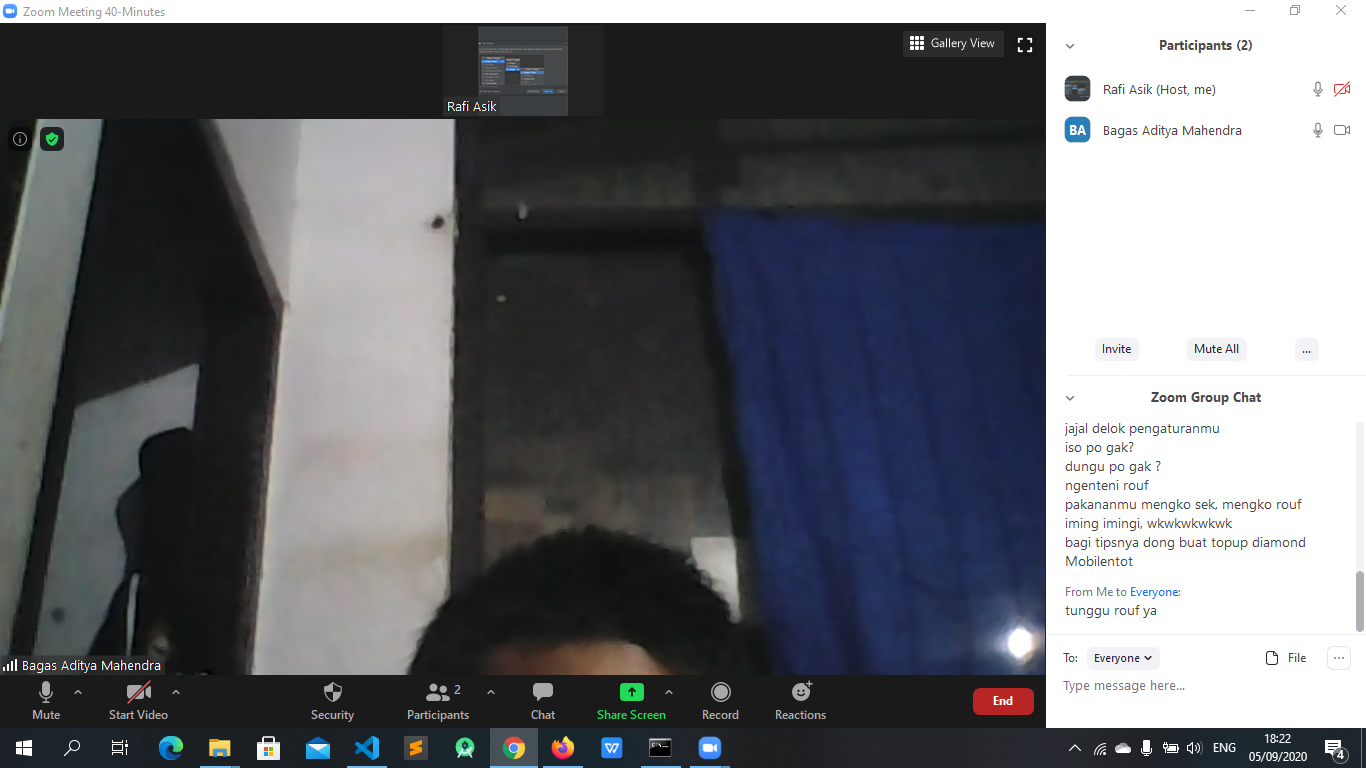 Zoom Meeting 40-Minutes
Gallery View
Rafi Asik
Participants (2)
Rafi Asik (Host, me)
BA
Bagas Aditya Mahendra
Invite
Mute All
...
Zoom Group Chat
jajal delok pengaturanmu
iso po gak?
dungu po gak ?
ngenteni rouf
pakananmu mengko sek, mengko rouf
iming imingi, wkwkwkwkwk
bagi tipsnya dong buat topup diamond
Mobilentot
From Me to Everyone:
tunggu rouf ya
To: Everyone
File
...
Type message here...
Bagas Aditya Mahendra
Mute
Start Video
Security
2
Participants
Chat
Share Screen
Record
Reactions
End
ENG
18:22
05/09/2020
4